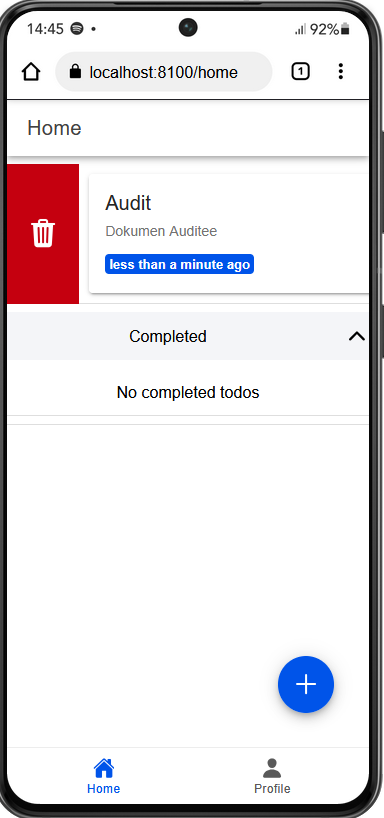 14:45
92%
localhost:8100/home
1
Home
Audit
Dokumen Auditee
less than a minute ago
Completed
No completed todos
Home
Profile